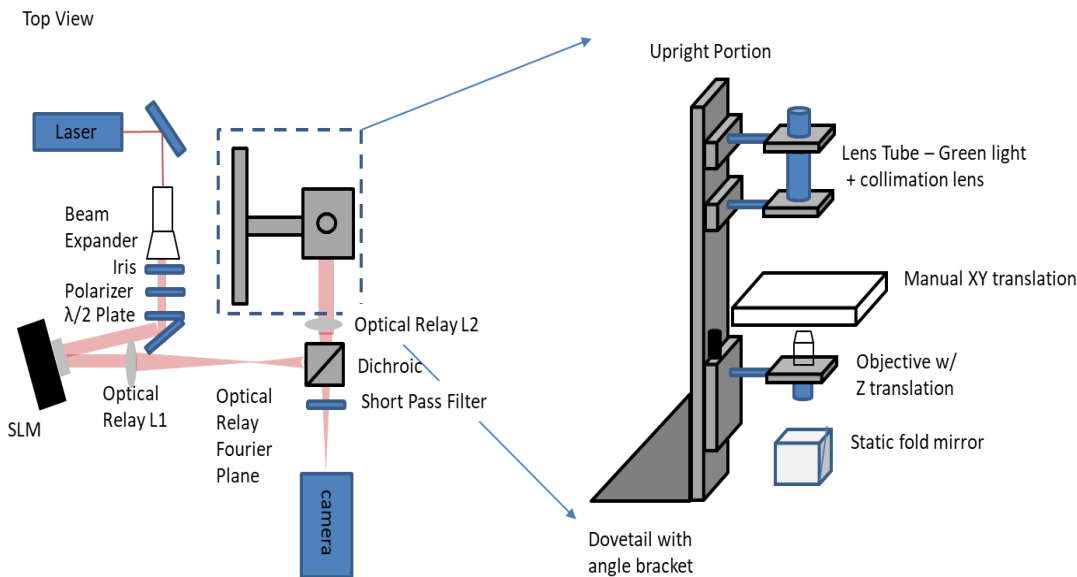 Top View
Laser
Beam
Expander
Iris
Polarizer
λ/2 Plate
SLM
Optical
Relay L1
Optical
Relay
Fourier
Plane
Optical Relay L2
Dichroic
Short Pass Filter
camera
Upright Portion
Lens Tube – Green light
+ collimation lens
Manual XY translation
Objective w/
Z translation
Static fold mirror
Dovetail with
angle bracket